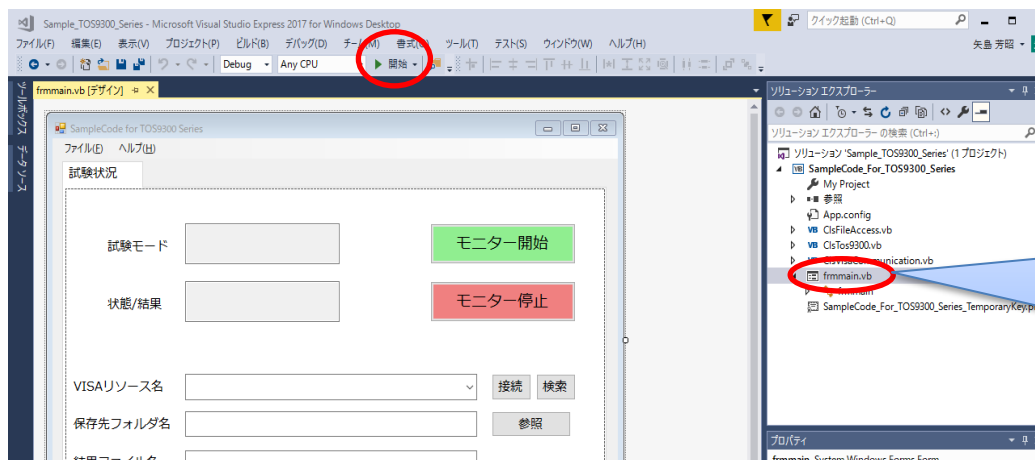 Sample_TOS9300_Series - Microsoft Visual Studio Express 2017 for Windows Desktop
クイック起動 (Ctrl+Q)
ファイル(F) 編集(E) 表示(V) プロジェクト(P) ビルド(B) デバッグ(D) ツール(T) テスト(S) ウィンドウ(W) ヘルプ(H)
矢島 芳昭
Debug Any CPU 開始
ツールボックス
データ ソース
frmmain.vb [デザイン]
SampleCode for TOS9300 Series
ファイル(F) ヘルプ(H)
試験状況
試験モード
モニター開始
状態/結果
モニター停止
VISAリソース名
接続 検索
保存先フォルダ名
参照
ソリューション エクスプローラー
ソリューション エクスプローラー の検索 (Ctrl+:)
ソリューション 'Sample_TOS9300_Series' (1 プロジェクト)
SampleCode_For_TOS9300_Series
My Project
参照
App.config
ClsFileAccess.vb
ClsTos9300.vb
ClsVisaCommunication.vb
frmmain.vb
frmmain
SampleCode_For_TOS9300_Series_TemporaryKey.p
プロパティ
frmmain System.Windows.Forms.Form